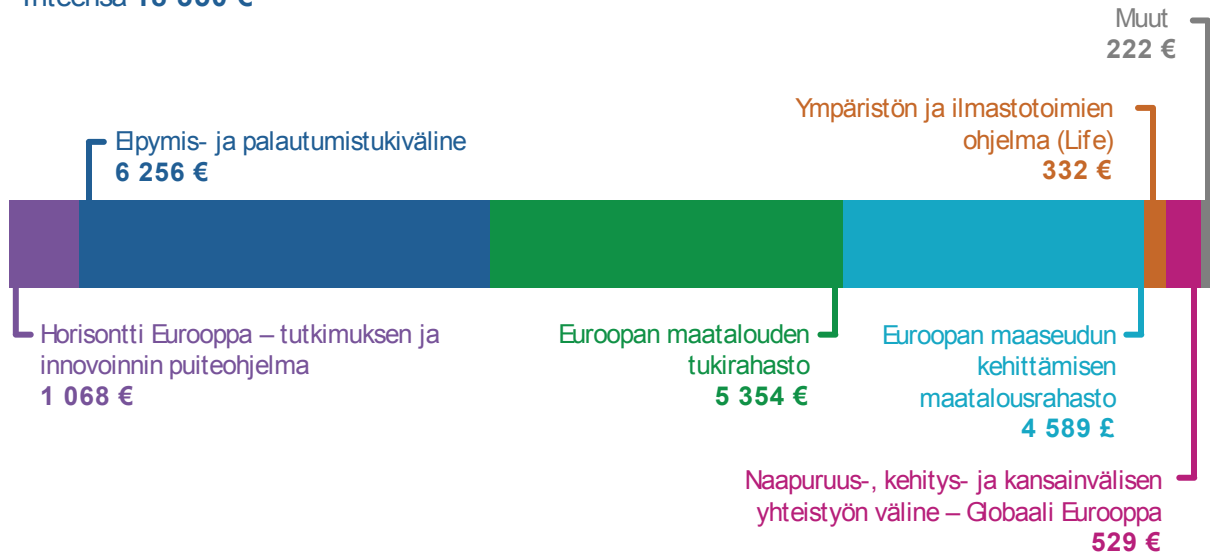 Muut
222 €
Ympäristön ja ilmastotoimien
ohjelma (Life)
332 €
Elpymis- ja palautumistukiväline
6 256 €
Horisontti Eurooppa – tutkimuksen ja
innovoinnin puiteohjelma
1 068 €
Euroopan maatalouden
tukirahasto
5 354 €
Euroopan maaseudun
kehittämisen
maatalousrahasto
4 589 £
Naapuruus-, kehitys- ja kansainvälisen
yhteistyön väline – Globaali Eurooppa
529 €